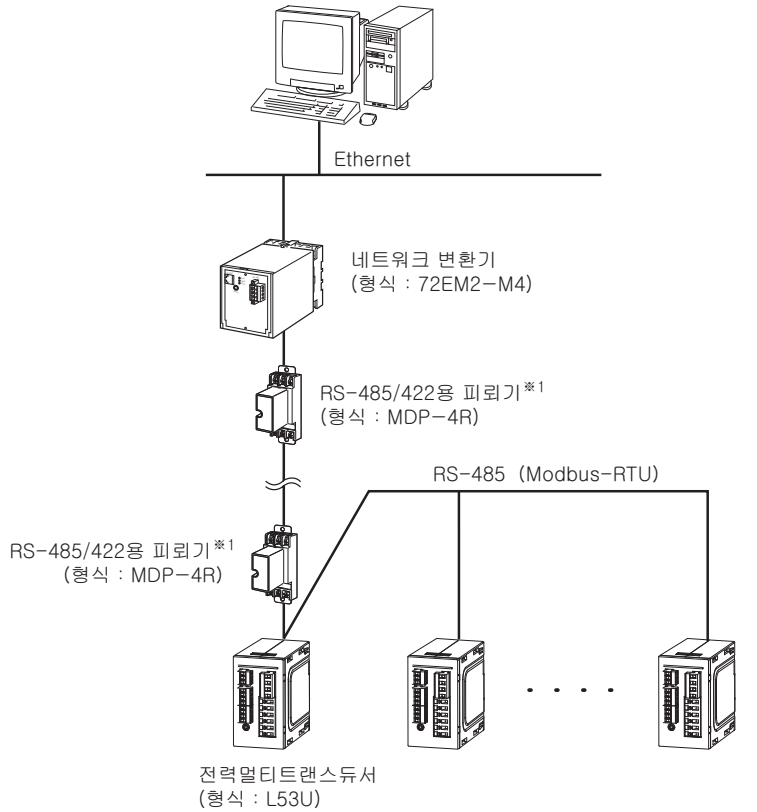 Ethernet
네트워크 변환기
(형식 : 72EM2-M4)
RS-485/422용 피뢰기※1
(형식 : MDP-4R)
RS-485 (Modbus-RTU)
RS-485/422용 피뢰기※1
(형식 : MDP-4R)
전력멀티트랜스듀서
(형식 : L53U)